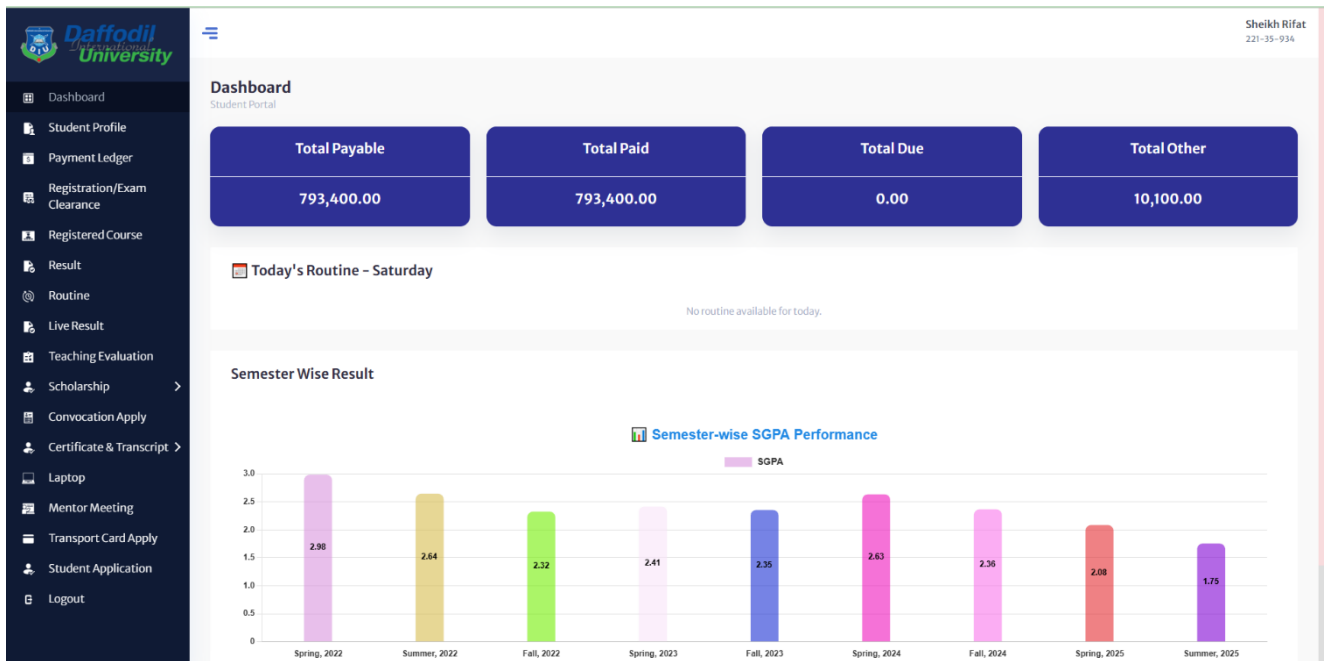 Daffodil
International
University
DIU
Sheikh Rifat
221-35-934
Dashboard
Student Profile
Payment Ledger
Registration/Exam
Clearance
Registered Course
Result
Routine
Live Result
Teaching Evaluation
Scholarship
Convocation Apply
Certificate & Transcript
Laptop
Mentor Meeting
Transport Card Apply
Student Application
Logout
Dashboard
Student Portal
Total Payable
793,400.00
Total Paid
793,400.00
Total Due
0.00
Total Other
10,100.00
Today's Routine - Saturday
No routine available for today.
Semester Wise Result
Semester-wise SGPA Performance
SGPA
3.0
2.5
2.0
1.5
1.0
0.5
0
2.98
2.64
2.32
2.41
2.35
2.63
2.36
2.08
1.75
Spring, 2022
Summer, 2022
Fall, 2022
Spring, 2023
Fall, 2023
Spring, 2024
Fall, 2024
Spring, 2025
Summer, 2025